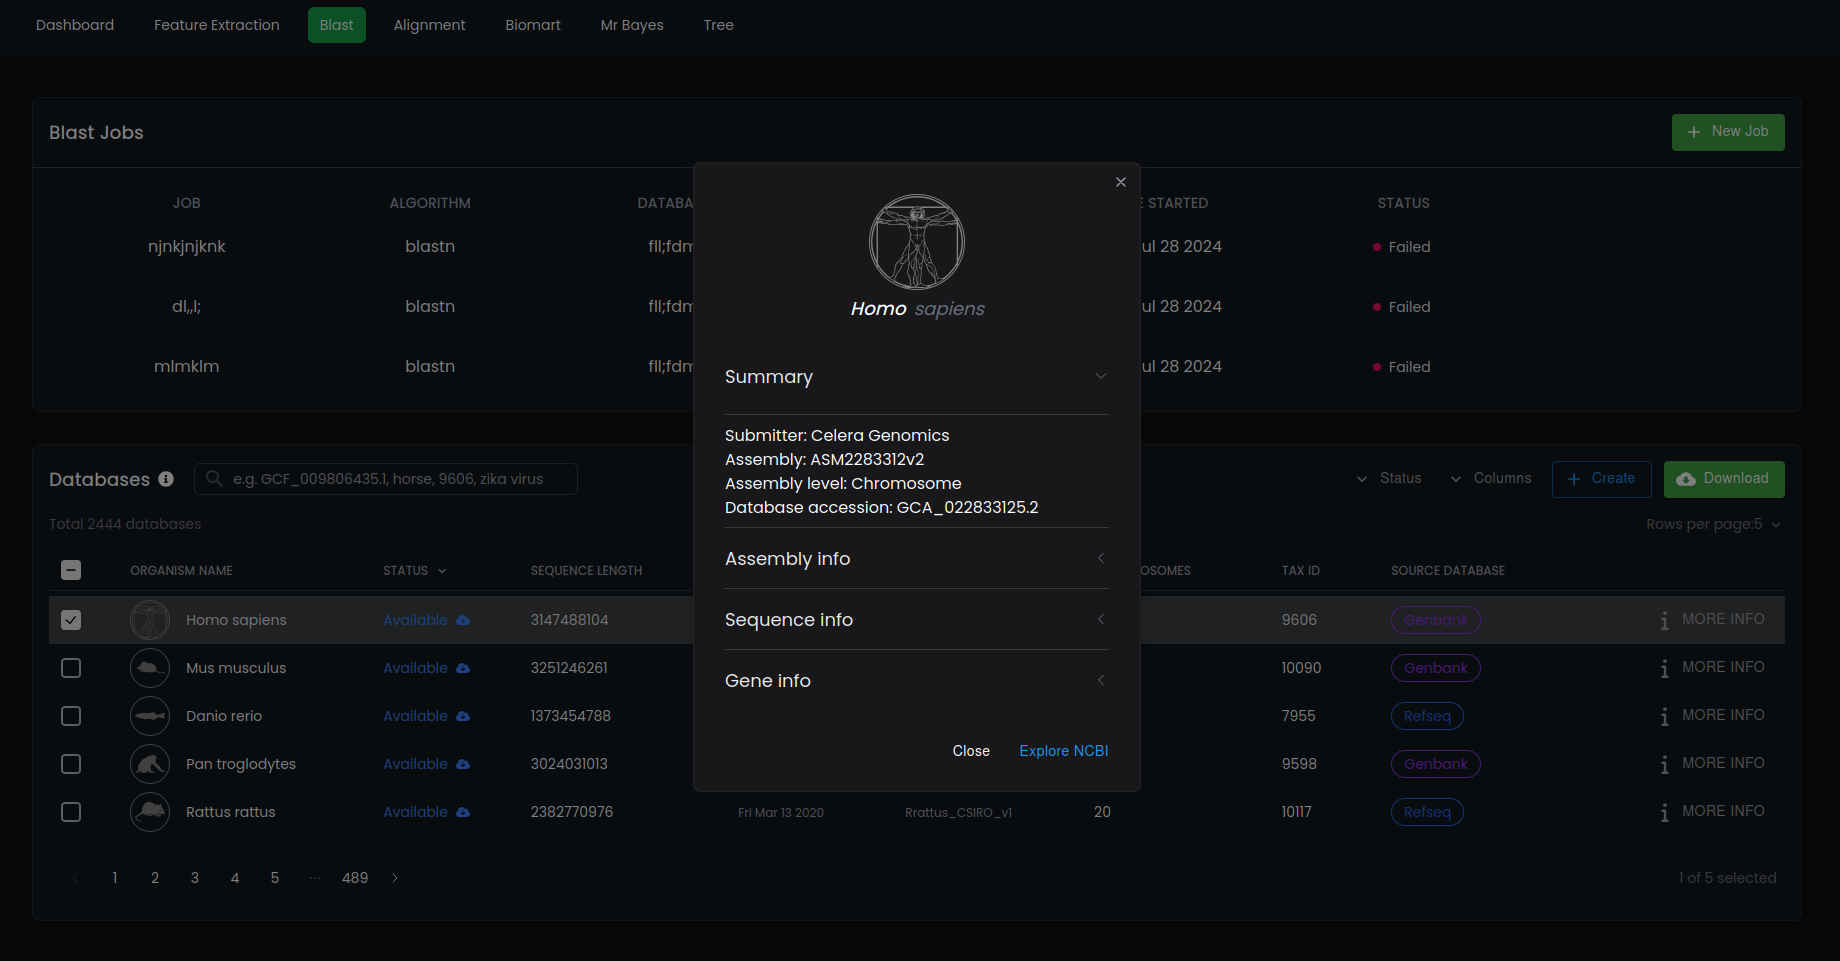 Dashboard Feature Extraction Blast Alignment Biomart Mr Bayes Tree
Blast Jobs
New Job
JOB ALGORITHM DATABA E STARTED STATUS
njnkjnjknk blastn fll;fdm ul 28 2024 Failed
dl,,l; blastn fll;fdm ul 28 2024 Failed
mlmklm blastn fll;fdm ul 28 2024 Failed
Homo sapiens
Summary
Submitter: Celera Genomics
Assembly: ASM2283312v2
Assembly level: Chromosome
Database accession: GCA_022833125.2
Assembly info
Sequence info
Gene info
Close Explore NCBI
Databases e.g. GCF_009806435.1, horse, 9606, zika virus Status Columns Create Download
Total 2444 databases Rows per page:5
ORGANISM NAME STATUS SEQUENCE LENGTH OSOMES TAX ID SOURCE DATABASE
Homo sapiens Available 3147488104 9606 Genbank MORE INFO
Mus musculus Available 3251246261 10090 Genbank MORE INFO
Danio rerio Available 1373454788 7955 Refseq MORE INFO
Pan troglodytes Available 3024031013 9598 Genbank MORE INFO
Rattus rattus Available 2382770976 Fri Mar 13 2020 Rrattus_CSIRO_v1 20 10117 Refseq MORE INFO
1 2 3 4 5 ··· 489 1 of 5 selected